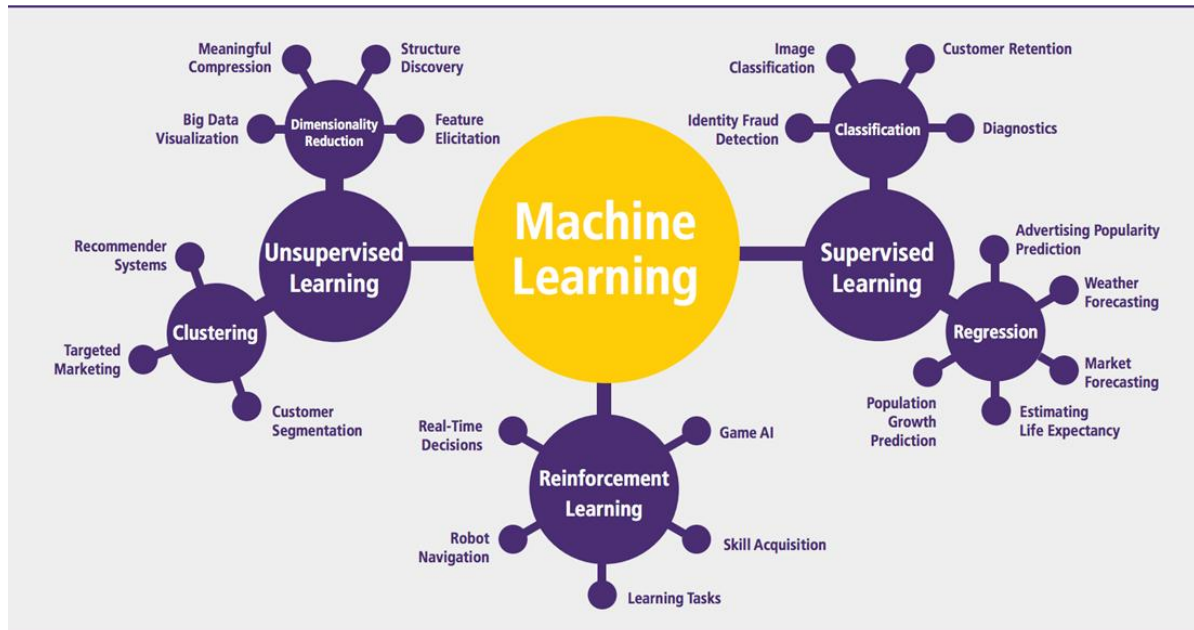 Machine
Learning
Unsupervised
Learning
Dimensionality
Reduction
Meaningful
Compression
Structure
Discovery
Big Data
Visualization
Feature
Elicitation
Clustering
Recommender
Systems
Targeted
Marketing
Customer
Segmentation
Supervised
Learning
Classification
Image
Classification
Customer Retention
Identity Fraud
Detection
Diagnostics
Regression
Advertising Popularity
Prediction
Weather
Forecasting
Market
Forecasting
Estimating
Life Expectancy
Population
Growth
Prediction
Reinforcement
Learning
Real-Time
Decisions
Game AI
Robot
Navigation
Skill Acquisition
Learning Tasks